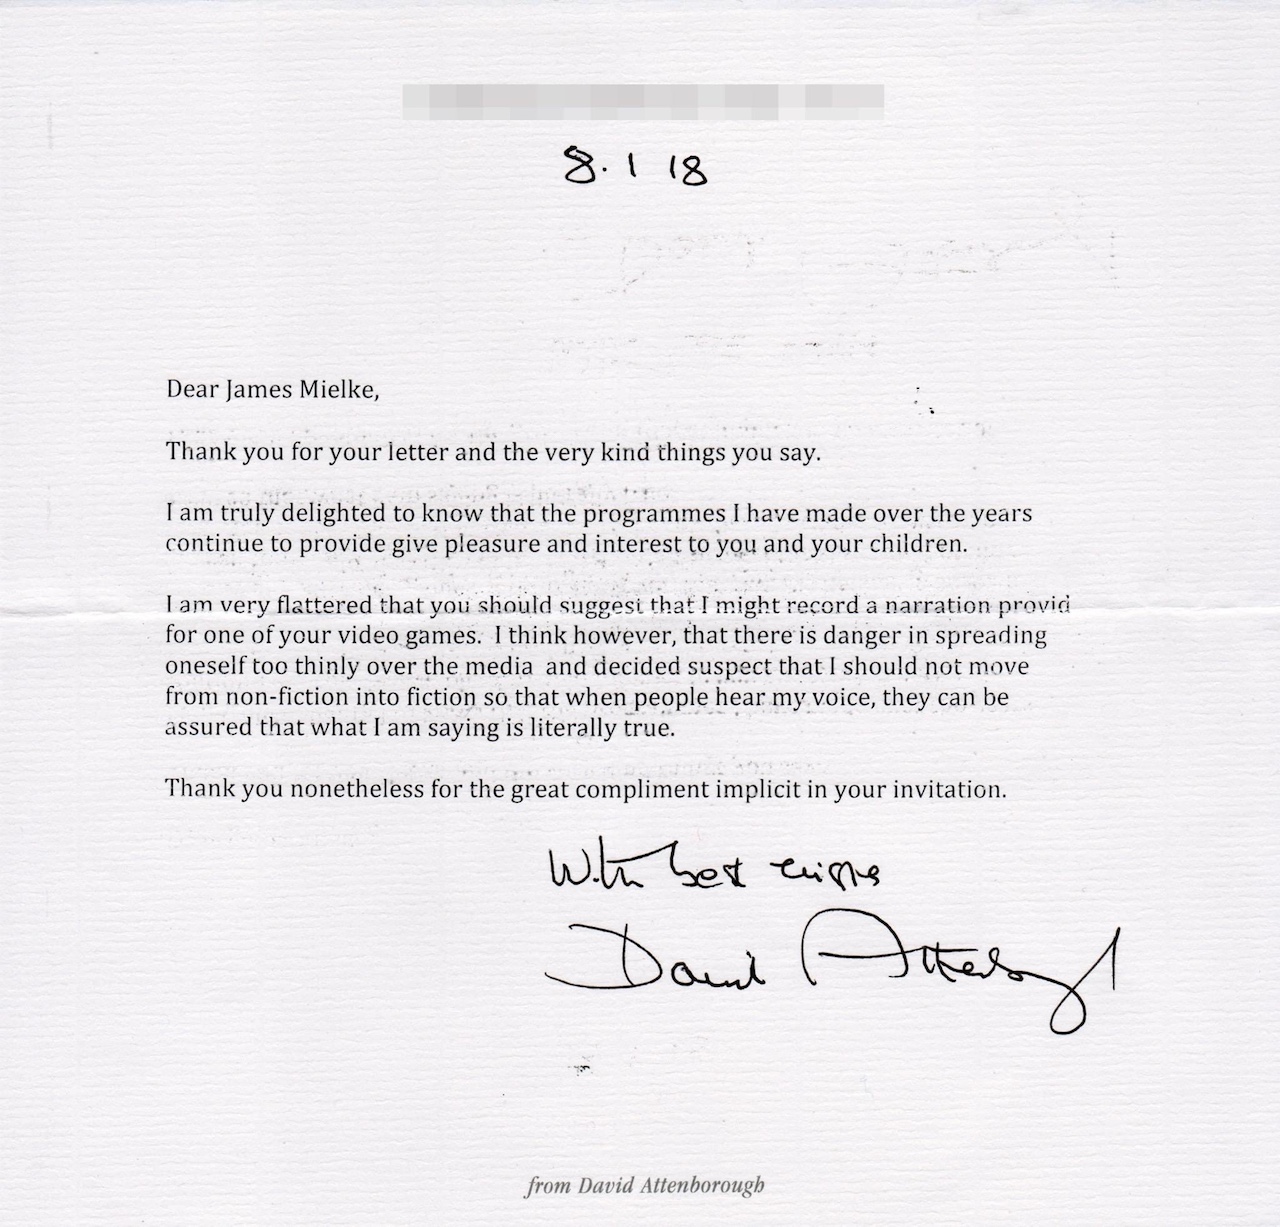 8. 1 18
Dear James Mielke,
Thank you for your letter and the very kind things you say.
I am truly delighted to know that the programmes I have made over the years
continue to provide give pleasure and interest to you and your children.
I am very flattered that you should suggest that I might record a narration provid
for one of your video games.  I think however, that there is danger in spreading
oneself too thinly over the media  and decided suspect that I should not move
from non-fiction into fiction so that when people hear my voice, they can be
assured that what I am saying is literally true.
Thank you nonetheless for the great compliment implicit in your invitation.
With best wishes
David Attenborough
from David Attenborough